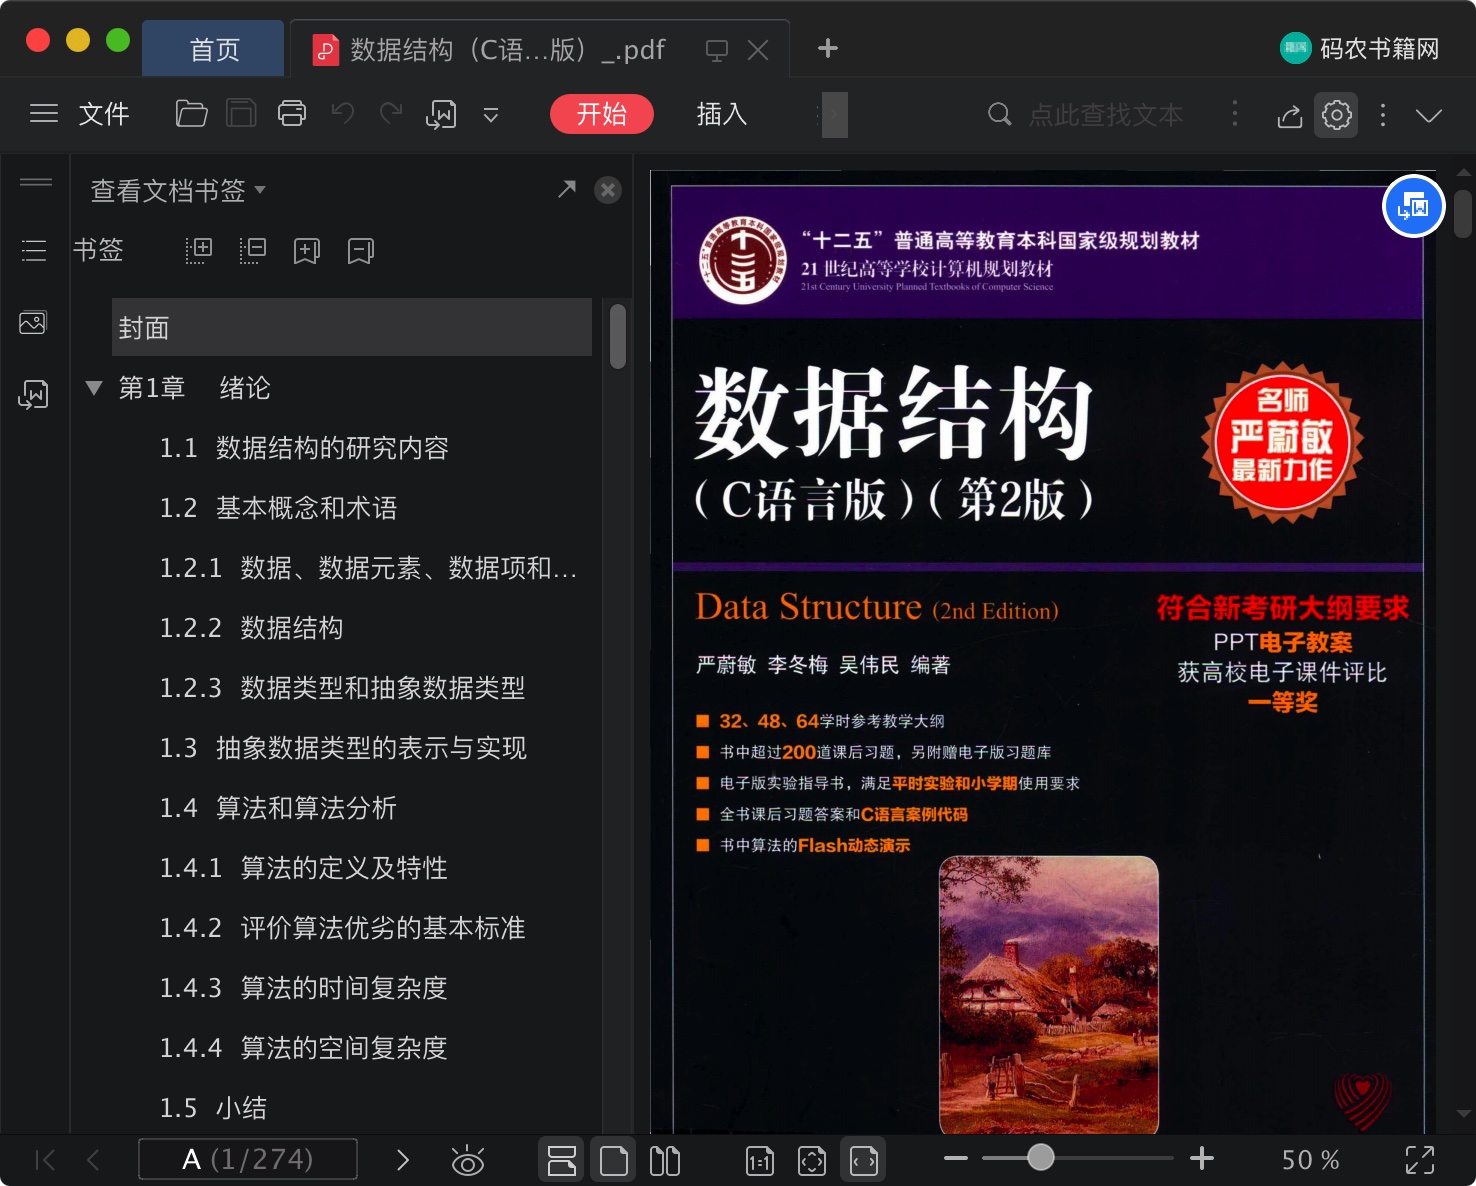 首页
数据结构（C语...版）_.pdf
码农书籍网
文件
开始
插入
点此查找文本
查看文档书签
书签
封面
第1章 绪论
1.1 数据结构的研究内容
1.2 基本概念和术语
1.2.1 数据、数据元素、数据项和...
1.2.2 数据结构
1.2.3 数据类型和抽象数据类型
1.3 抽象数据类型的表示与实现
1.4 算法和算法分析
1.4.1 算法的定义及特性
1.4.2 评价算法优劣的基本标准
1.4.3 算法的时间复杂度
1.4.4 算法的空间复杂度
1.5 小结
“十二五”普通高等教育本科国家级规划教材
21 世纪高等学校计算机规划教材
21st Century University Planned Textbooks of Computer Science
数据结构
（C语言版）（第2版）
名师
严蔚敏
最新力作
Data Structure (2nd Edition)
严蔚敏 李冬梅 吴伟民 编著
符合新考研大纲要求
PPT电子教案
获高校电子课件评比
一等奖
32、48、64学时参考教学大纲
书中超过200道课后习题，另附赠电子版习题库
电子版实验指导书，满足平时实验和小学期使用要求
全书课后习题答案和C语言案例代码
书中算法的Flash动态演示
A (1/274)
1:1
50 %